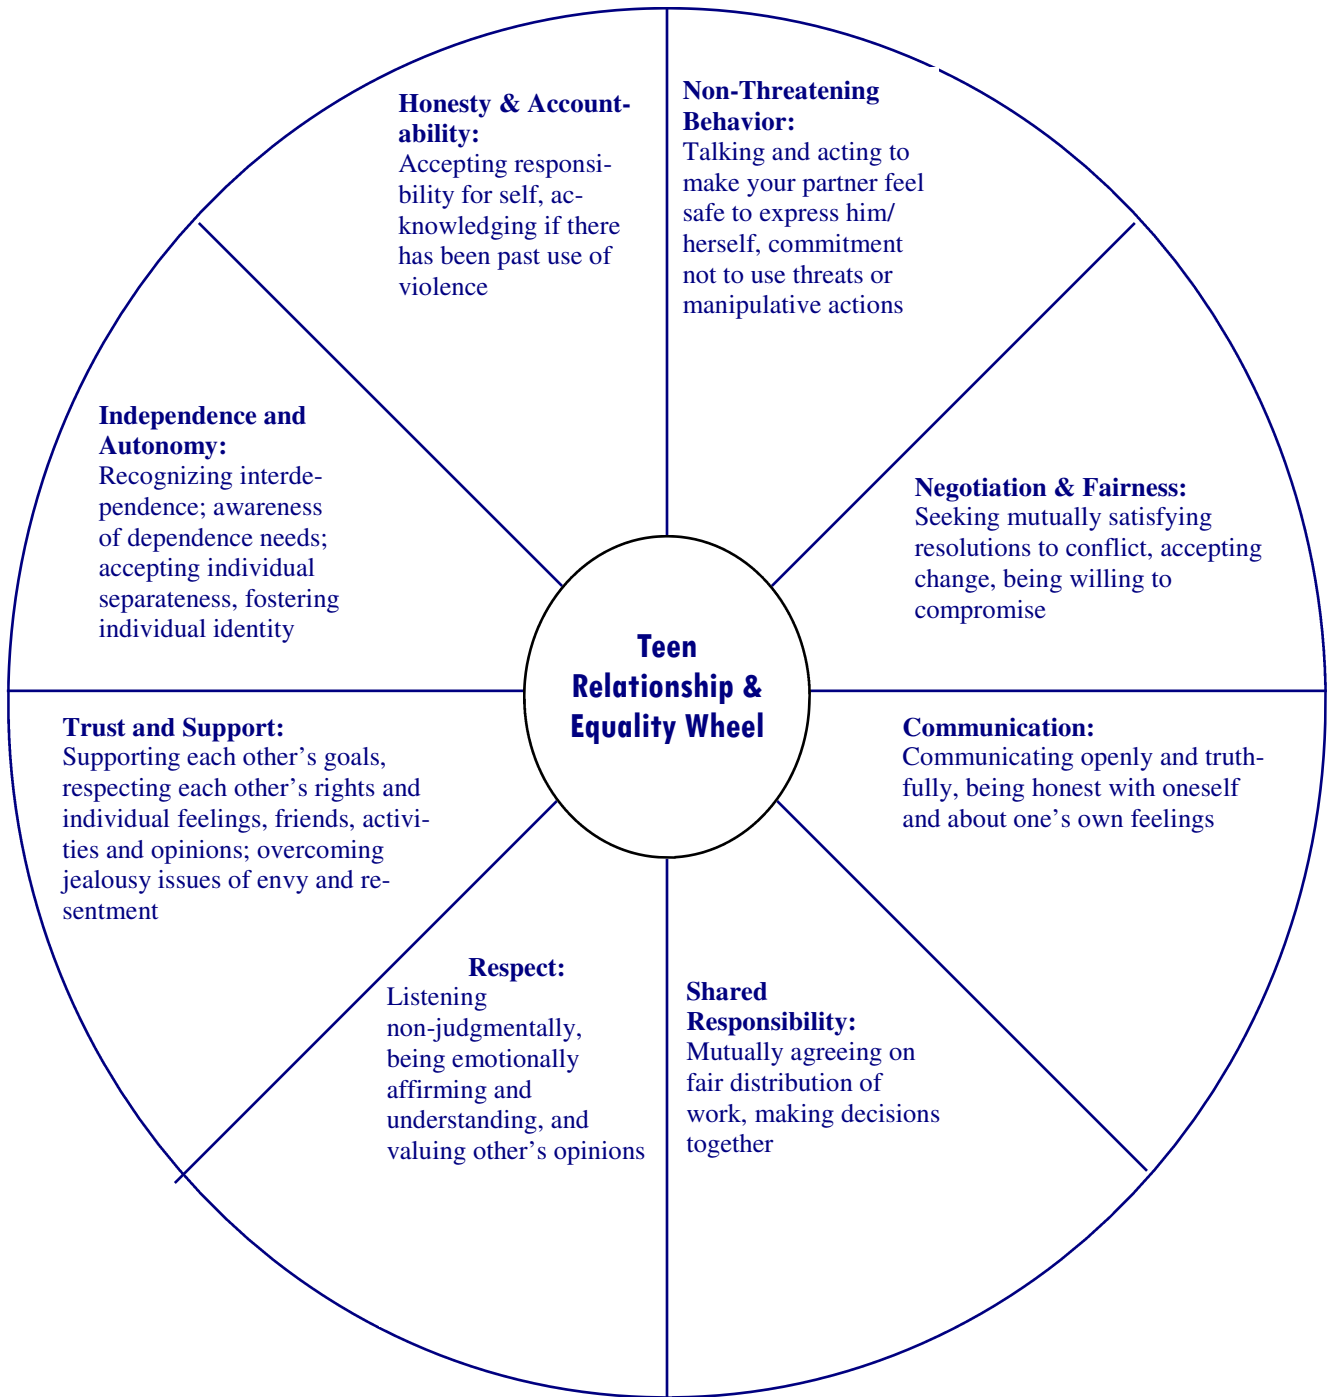 Honesty & Account-
ability:
Accepting responsi-
bility for self, ac-
knowledging if there
has been past use of
violence
Non-Threatening
Behavior:
Talking and acting to
make your partner feel
safe to express him/
herself, commitment
not to use threats or
manipulative actions
Independence and
Autonomy:
Recognizing interde-
pendence; awareness
of dependence needs;
accepting individual
separateness, fostering
individual identity
Negotiation & Fairness:
Seeking mutually satisfying
resolutions to conflict, accepting
change, being willing to
compromise
Teen
Relationship &
Equality Wheel
Trust and Support:
Supporting each other’s goals,
respecting each other’s rights and
individual feelings, friends, activi-
ties and opinions; overcoming
jealousy issues of envy and re-
sentment
Communication:
Communicating openly and truth-
fully, being honest with oneself
and about one’s own feelings
Respect:
Listening
non-judgmentally,
being emotionally
affirming and
understanding, and
valuing other’s opinions
Shared
Responsibility:
Mutually agreeing on
fair distribution of
work, making decisions
together